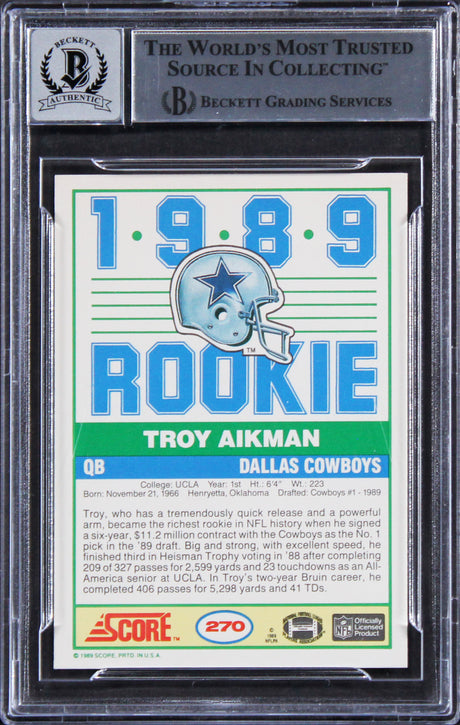 BECKETT
B
AUTHENTIC
THE WORLD'S MOST TRUSTED
SOURCE IN COLLECTING™
B BECKETT GRADING SERVICES
1·9·8·9
TM
ROOKIE
TROY AIKMAN
QB DALLAS COWBOYS
College: UCLA Year: 1st Ht.: 6'4" Wt.: 223
Born: November 21, 1966 Henryetta, Oklahoma Drafted: Cowboys #1 - 1989
Troy, who has a tremendously quick release and a powerful
arm, became the richest rookie in NFL history when he signed
a six-year, $11.2 million contract with the Cowboys as the No. 1
pick in the '89 draft. Big and strong, with excellent speed, he
finished third in Heisman Trophy voting in '88 after completing
209 of 327 passes for 2,599 yards and 23 touchdowns as an All-
America senior at UCLA. In Troy's two-year Bruin career, he
completed 406 passes for 5,298 yards and 41 TDs.
SCORE™
270
©
1989
NFLPA
NFL
Officially
Licensed
Product
© 1989 SCORE, PRTD. IN U.S.A.